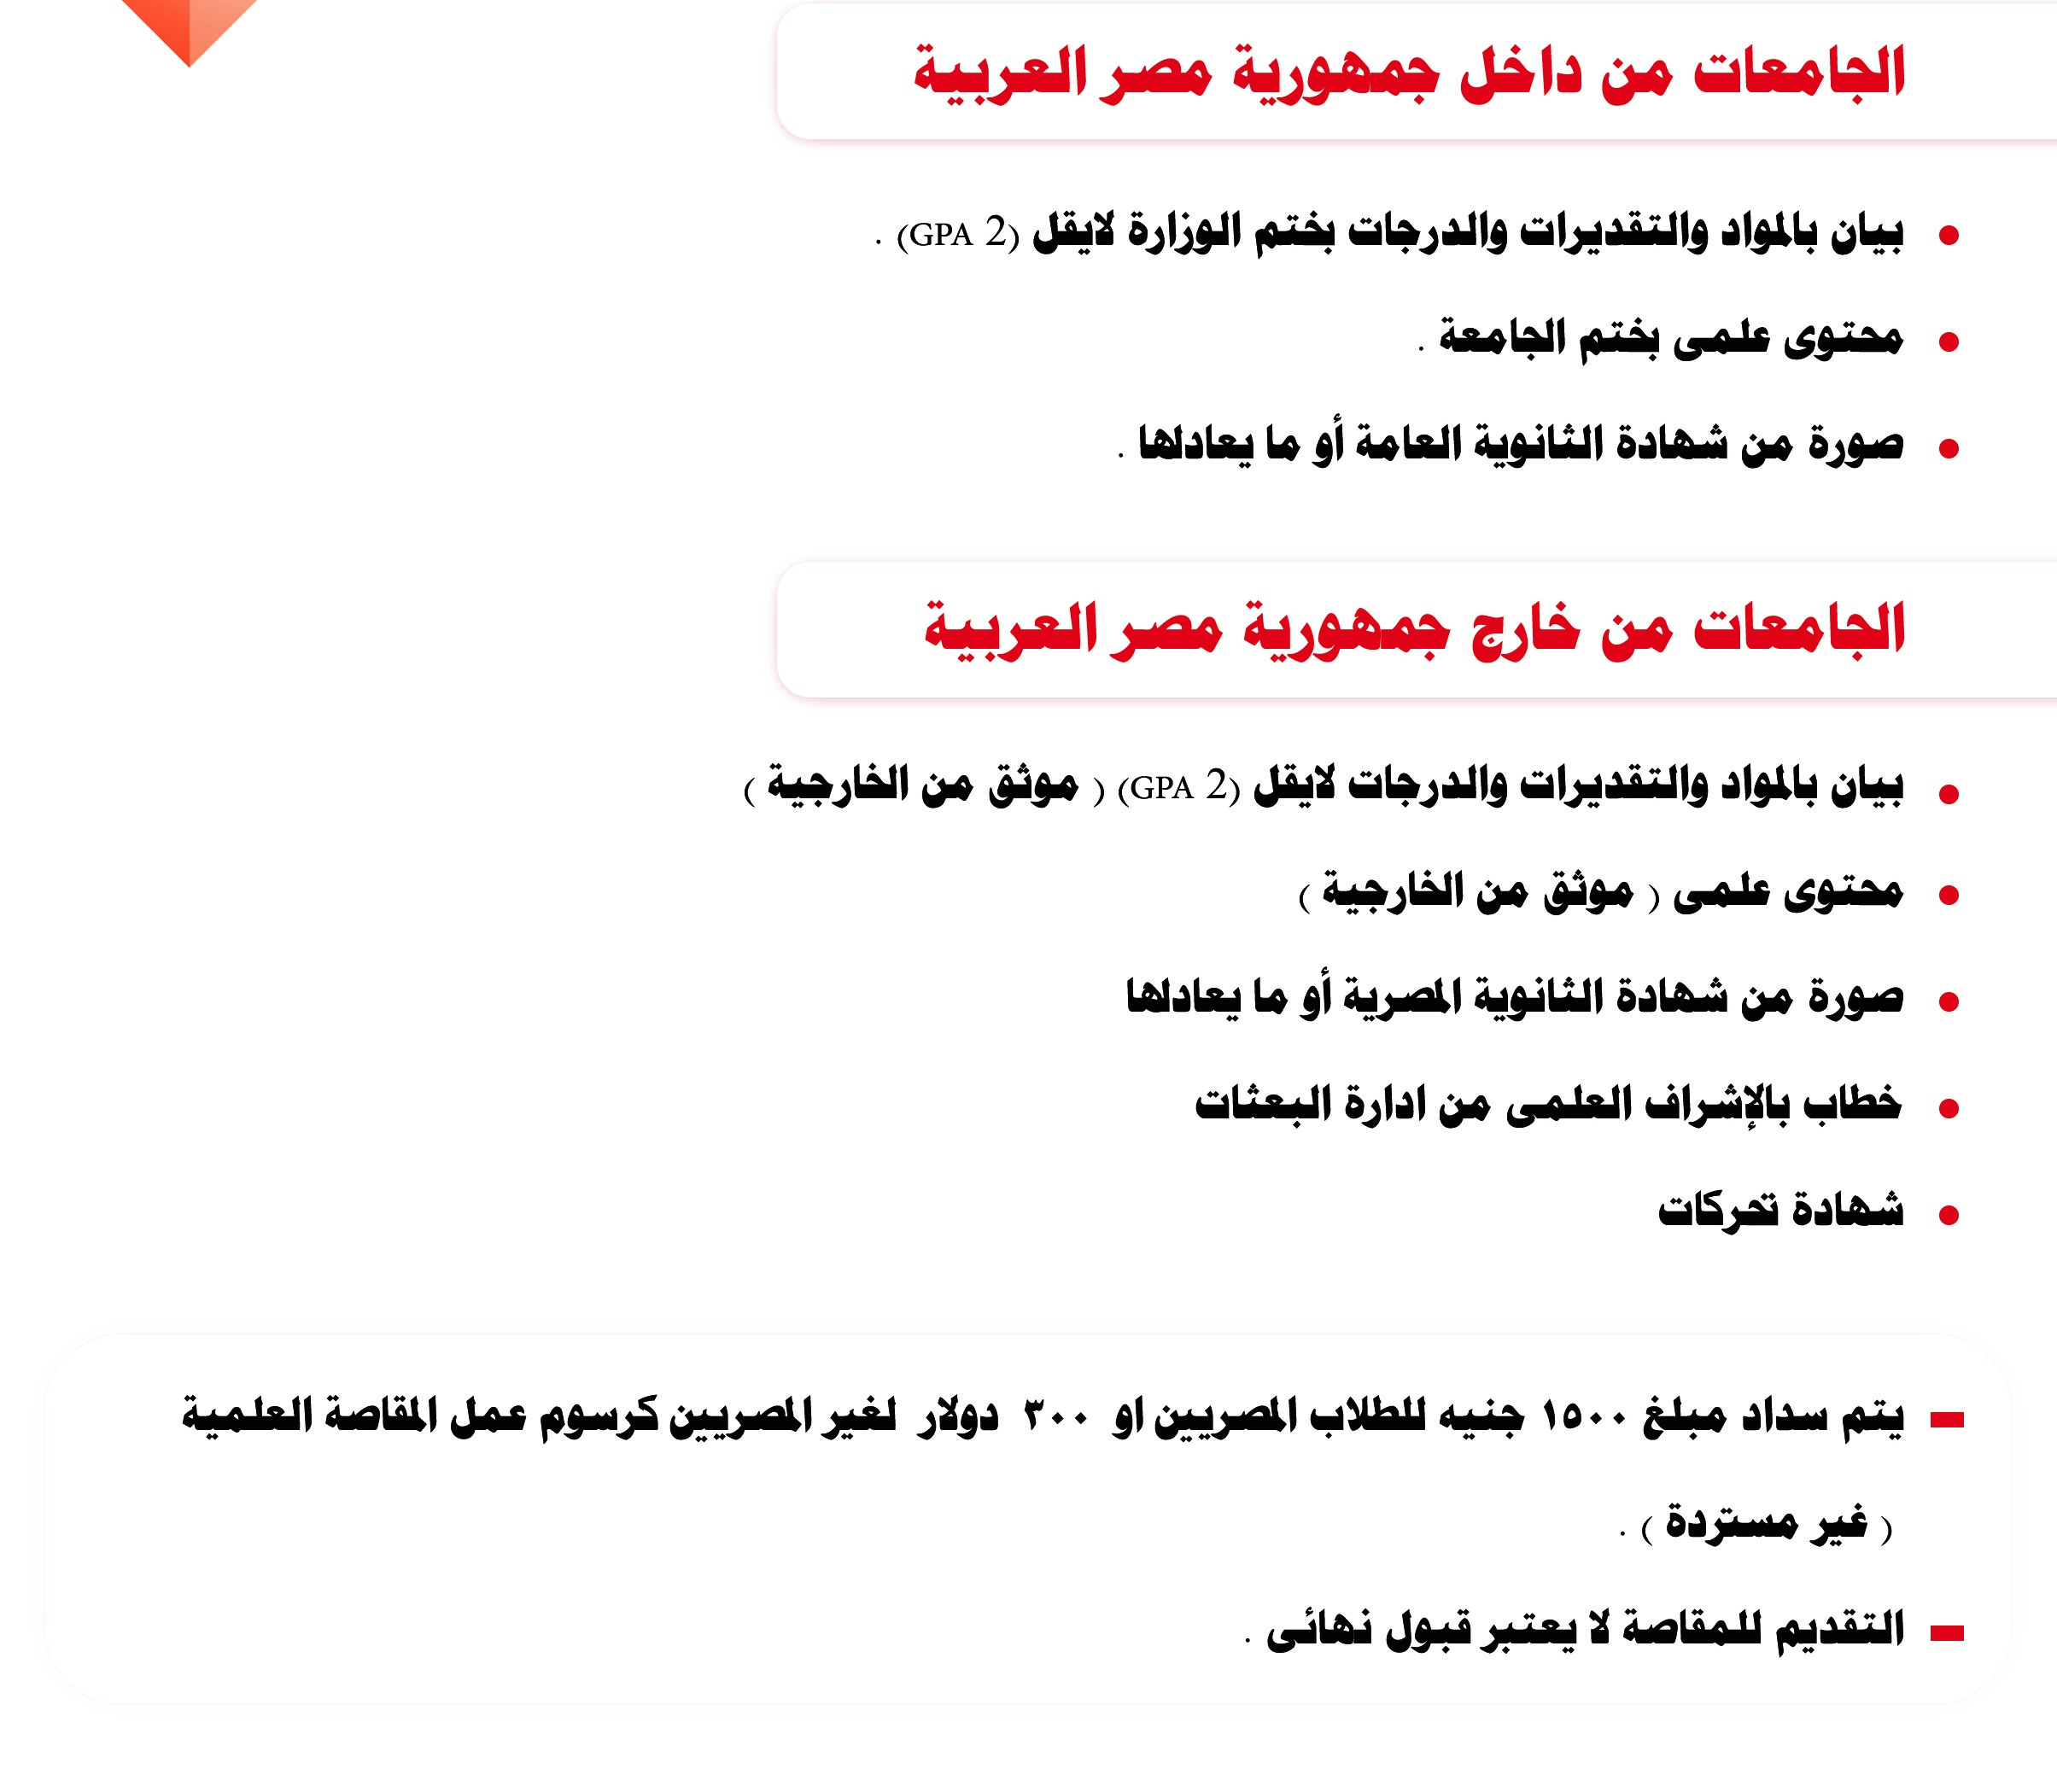 الجامعات من داخل جمهورية مصر العربية
• بيان بالمواد والتقديرات والدرجات بختم الوزارة لايقل (GPA 2) .
• محتوى علمى بختم الجامعة .
• صورة من شهادة الثانوية العامة أو ما يعادلها .
الجامعات من خارج جمهورية مصر العربية
• بيان بالمواد والتقديرات والدرجات لايقل (GPA 2) ( موثق من الخارجية )
• محتوى علمى ( موثق من الخارجية )
• صورة من شهادة الثانوية المصرية أو ما يعادلها
• خطاب بالإشراف العلمى من ادارة البعثات
• شهادة تحركات
- يتم سداد مبلغ ١٥٠٠ جنيه للطلاب المصريين او ٣٠٠ دولار لغير المصريين كرسوم عمل المقاصة العلمية
( غير مستردة ) .
- التقديم للمقاصة لا يعتبر قبول نهائى .